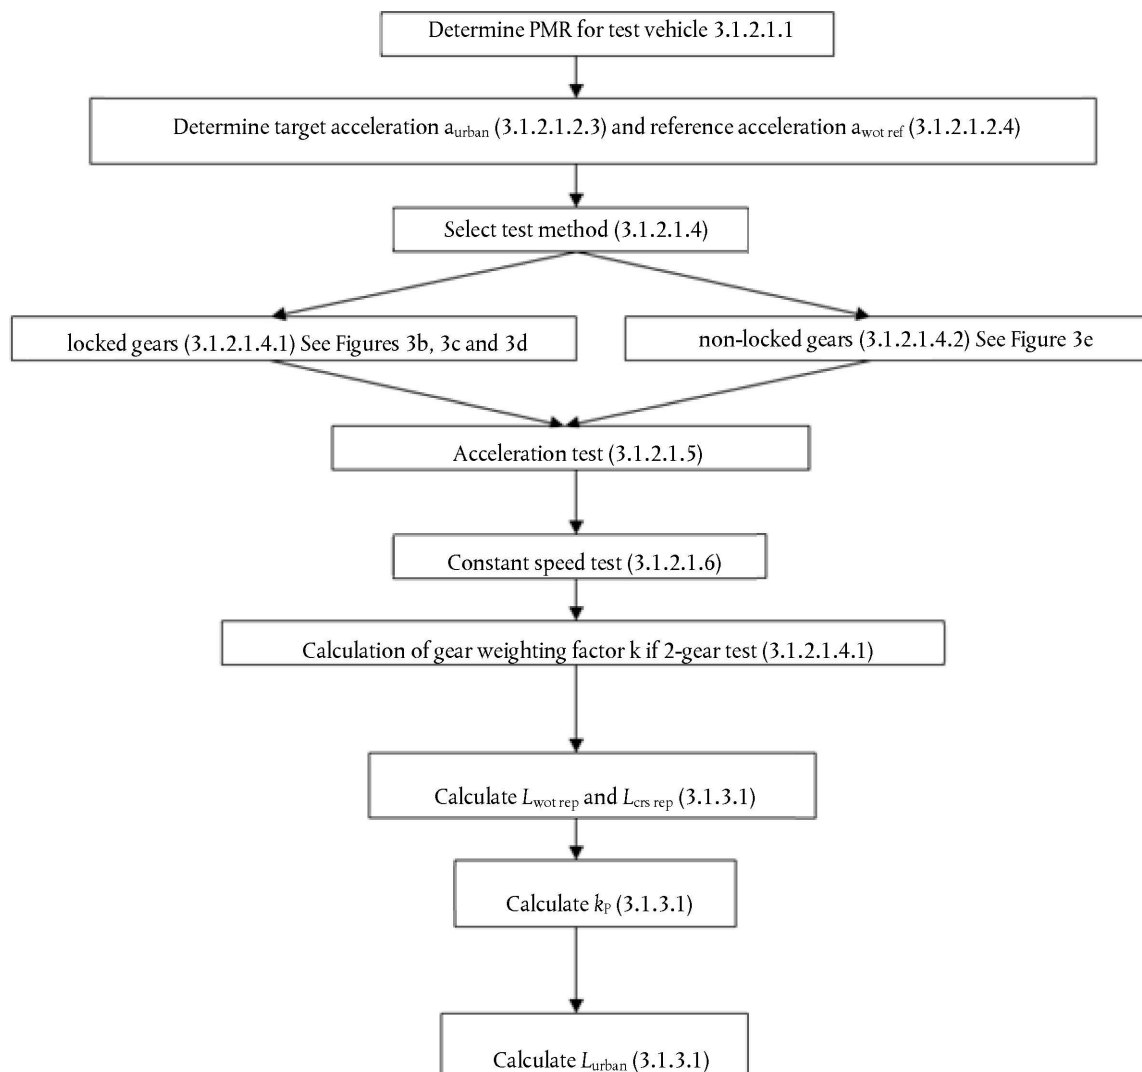 Determine PMR for test vehicle 3.1.2.1.1
Determine target acceleration aurban (3.1.2.1.2.3) and reference acceleration awot ref (3.1.2.1.2.4)
Select test method (3.1.2.1.4)
locked gears (3.1.2.1.4.1) See Figures 3b, 3c and 3d
non-locked gears (3.1.2.1.4.2) See Figure 3e
Acceleration test (3.1.2.1.5)
Constant speed test (3.1.2.1.6)
Calculation of gear weighting factor k if 2-gear test (3.1.2.1.4.1)
Calculate Lwot rep and Lcrs rep (3.1.3.1)
Calculate kP (3.1.3.1)
Calculate Lurban (3.1.3.1)